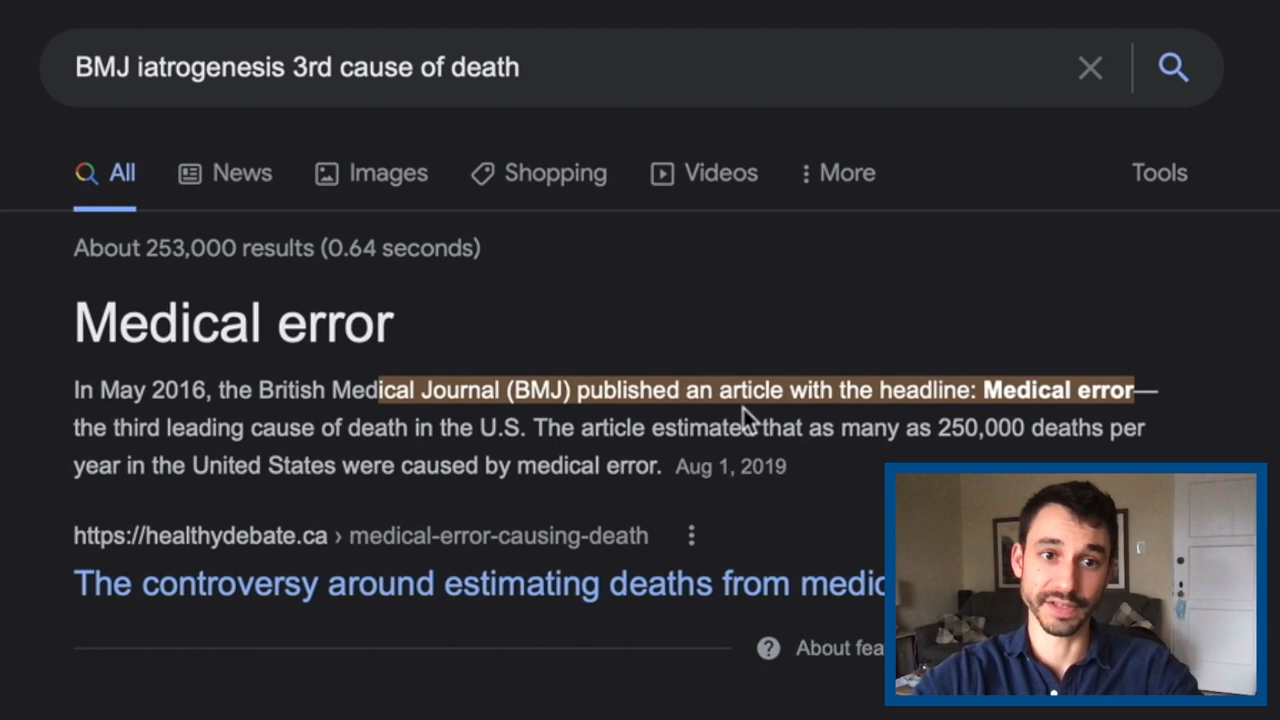 BMJ iatrogenesis 3rd cause of death
All News Images Shopping Videos More Tools
About 253,000 results (0.64 seconds)
Medical error
In May 2016, the British Medical Journal (BMJ) published an article with the headline: Medical error—
the third leading cause of death in the U.S. The article estimated that as many as 250,000 deaths per
year in the United States were caused by medical error. Aug 1, 2019
https://healthydebate.ca › medical-error-causing-death
The controversy around estimating deaths from medic
About fea